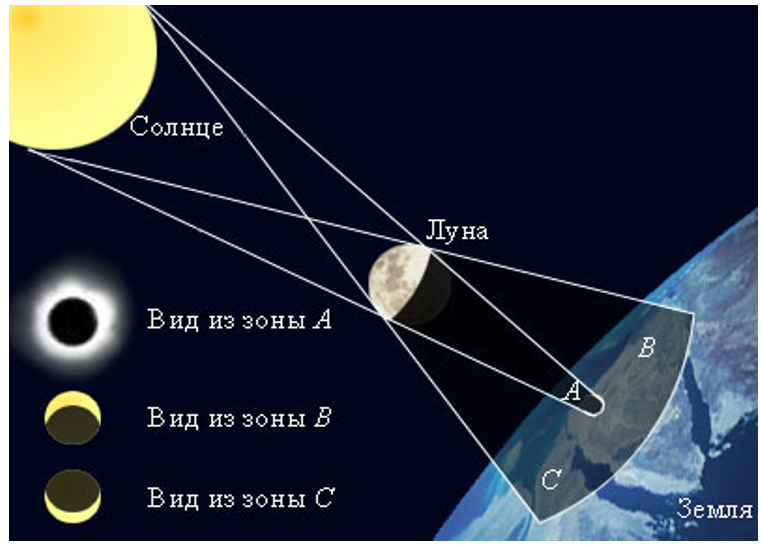 Солнце
Луна
Вид из зоны A
B
A
Вид из зоны B
C
Вид из зоны C
Земля